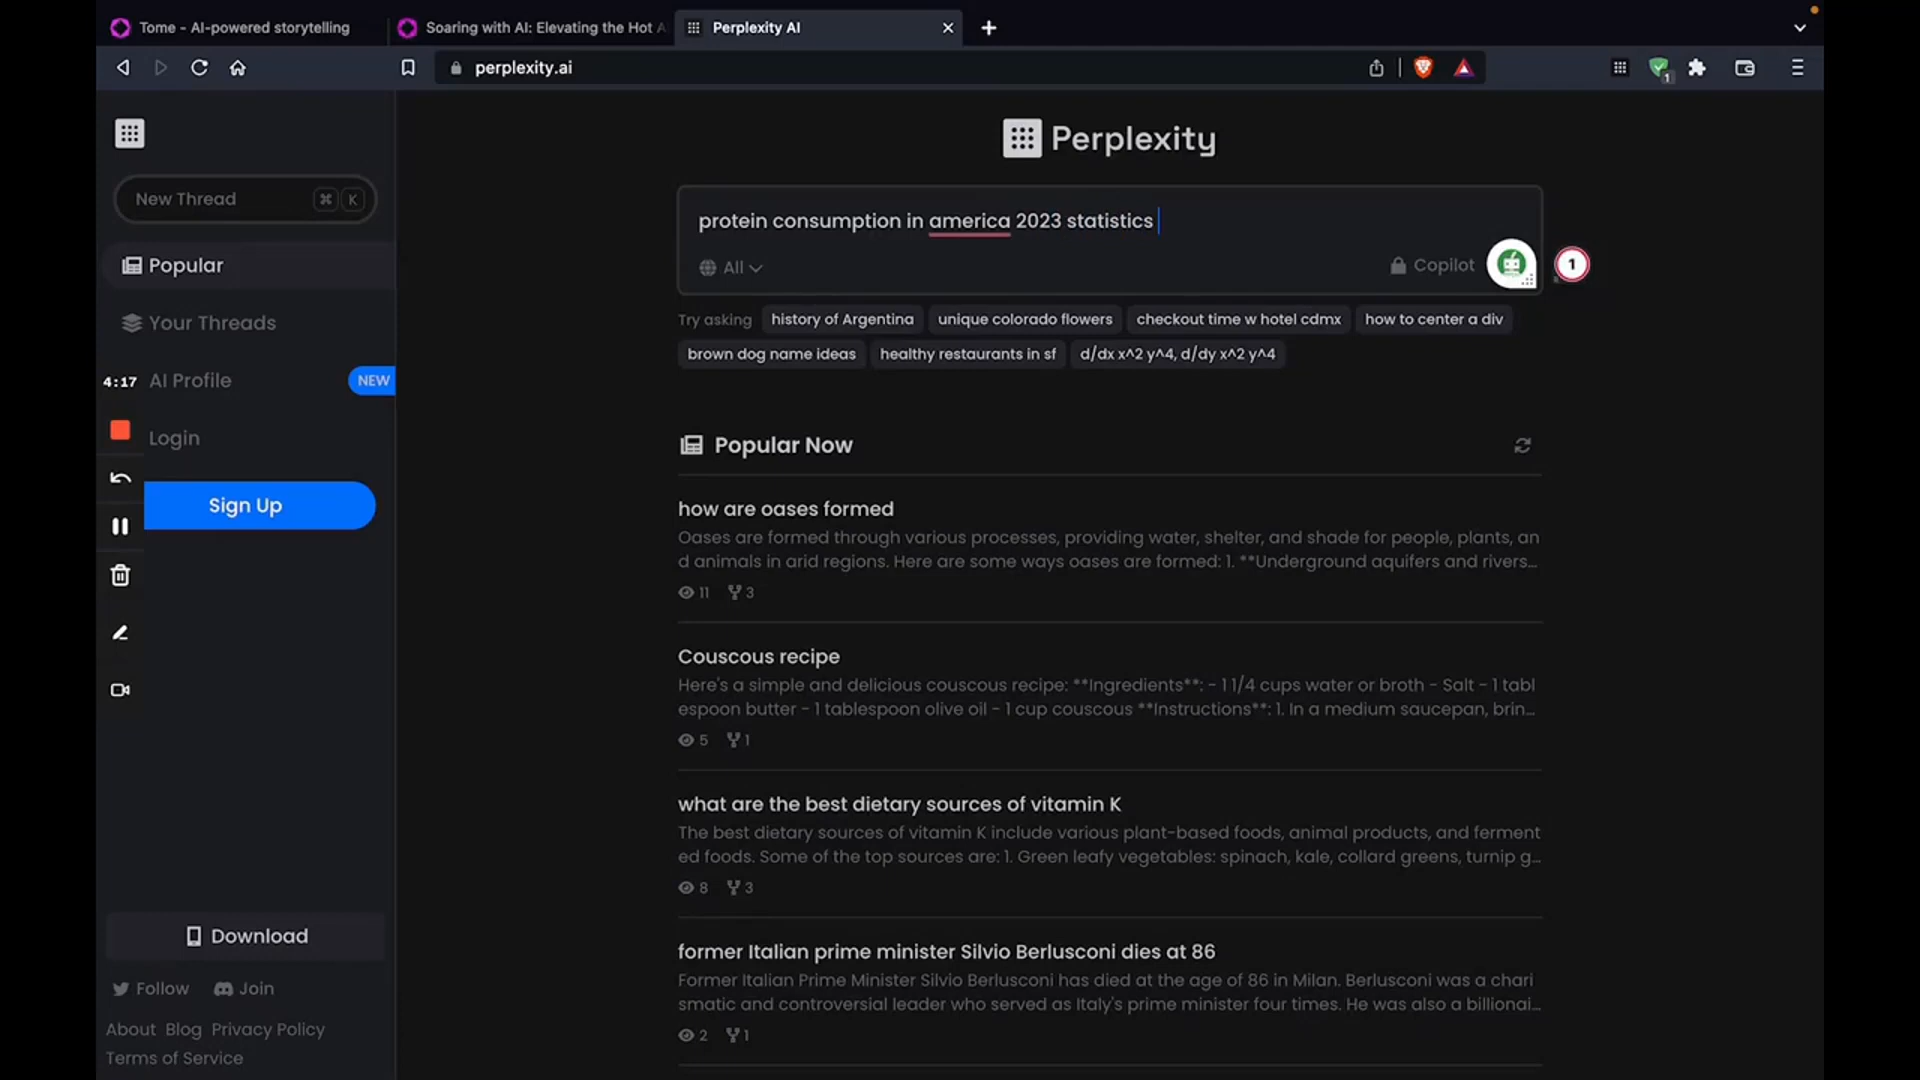 Tome - AI-powered storytelling
Soaring with AI: Elevating the Hot A
Perplexity AI
perplexity.ai
1
Perplexity
New Thread
⌘ K
protein consumption in america 2023 statistics
All
Copilot
1
Popular
Your Threads
4:17
AI Profile
NEW
Login
Sign Up
Try asking
history of Argentina
unique colorado flowers
checkout time w hotel cdmx
how to center a div
brown dog name ideas
healthy restaurants in sf
d/dx x^2 y^4, d/dy x^2 y^4
Popular Now
how are oases formed
Oases are formed through various processes, providing water, shelter, and shade for people, plants, an
d animals in arid regions. Here are some ways oases are formed: 1. **Underground aquifers and rivers...
11 3
Couscous recipe
Here's a simple and delicious couscous recipe: **Ingredients**: - 1 1/4 cups water or broth - Salt - 1 tabl
espoon butter - 1 tablespoon olive oil - 1 cup couscous **Instructions**: 1. In a medium saucepan, brin...
5 1
what are the best dietary sources of vitamin K
The best dietary sources of vitamin K include various plant-based foods, animal products, and ferment
ed foods. Some of the top sources are: 1. Green leafy vegetables: spinach, kale, collard greens, turnip g...
8 3
former Italian prime minister Silvio Berlusconi dies at 86
Former Italian Prime Minister Silvio Berlusconi has died at the age of 86 in Milan. Berlusconi was a chari
smatic and controversial leader who served as Italy's prime minister four times. He was also a billionai...
2 1
Download
Follow
Join
About Blog Privacy Policy
Terms of Service